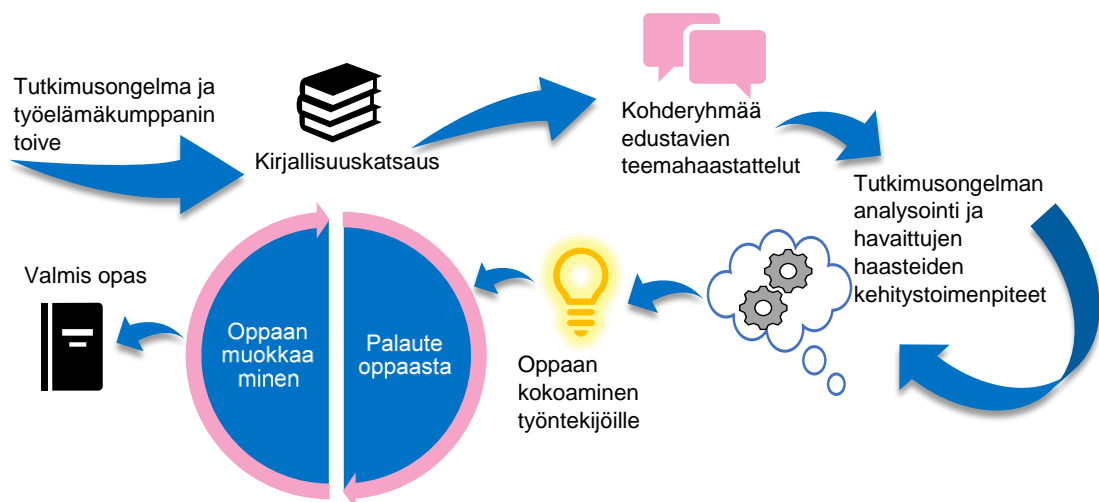 Tutkimusongelma ja
työelämäkumppanin
toive
Kirjallisuuskatsaus
Kohderyhmää
edustavien
teemahaastattelut
Tutkimusongelman
analysointi ja
havaittujen
haasteiden
kehitystoimenpiteet
Oppaan
kokoaminen
työntekijöille
Palaute
oppaasta
Oppaan
muokkaa
minen
Valmis opas